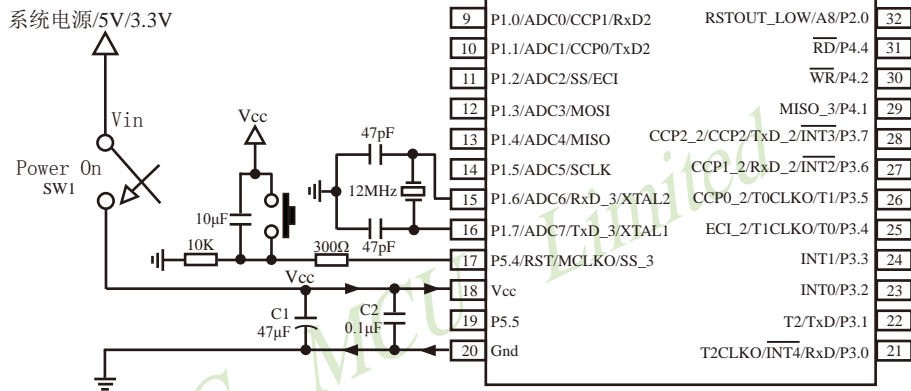 系统电源/5V/3.3V
Vin
Power On
SW1
Vcc
10μF
10K
300Ω
47pF
12MHz
47pF
Vcc
C1
47μF
C2
0.1μF
9 P1.0/ADC0/CCP1/RxD2
10 P1.1/ADC1/CCP0/TxD2
11 P1.2/ADC2/SS/ECI
12 P1.3/ADC3/MOSI
13 P1.4/ADC4/MISO
14 P1.5/ADC5/SCLK
15 P1.6/ADC6/RxD_3/XTAL2
16 P1.7/ADC7/TxD_3/XTAL1
17 P5.4/RST/MCLKO/SS_3
18 Vcc
19 P5.5
20 Gnd
RSTOUT_LOW/A8/P2.0 32
RD/P4.4 31
WR/P4.2 30
MISO_3/P4.1 29
CCP2_2/CCP2/TxD_2/INT3/P3.7 28
CCP1_2/RxD_2/INT2/P3.6 27
CCP0_2/T0CLKO/T1/P3.5 26
ECI_2/T1CLKO/T0/P3.4 25
INT1/P3.3 24
INT0/P3.2 23
T2/TxD/P3.1 22
T2CLKO/INT4/RxD/P3.0 21
MCU Limited